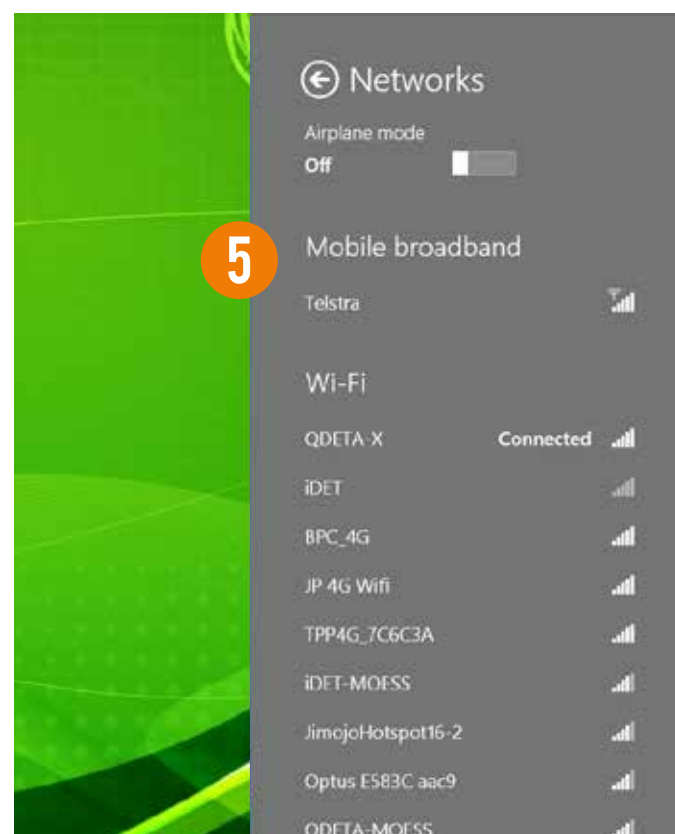 Networks
Airplane mode
Off
5
Mobile broadband
Telstra
Wi-Fi
QDETA-X Connected
iDET
BPC_4G
JP 4G Wifi
TPP4G_7C6C3A
iDET-MOESS
JimojoHotspot16-2
Optus E583C aac9
QDETA-MOESS